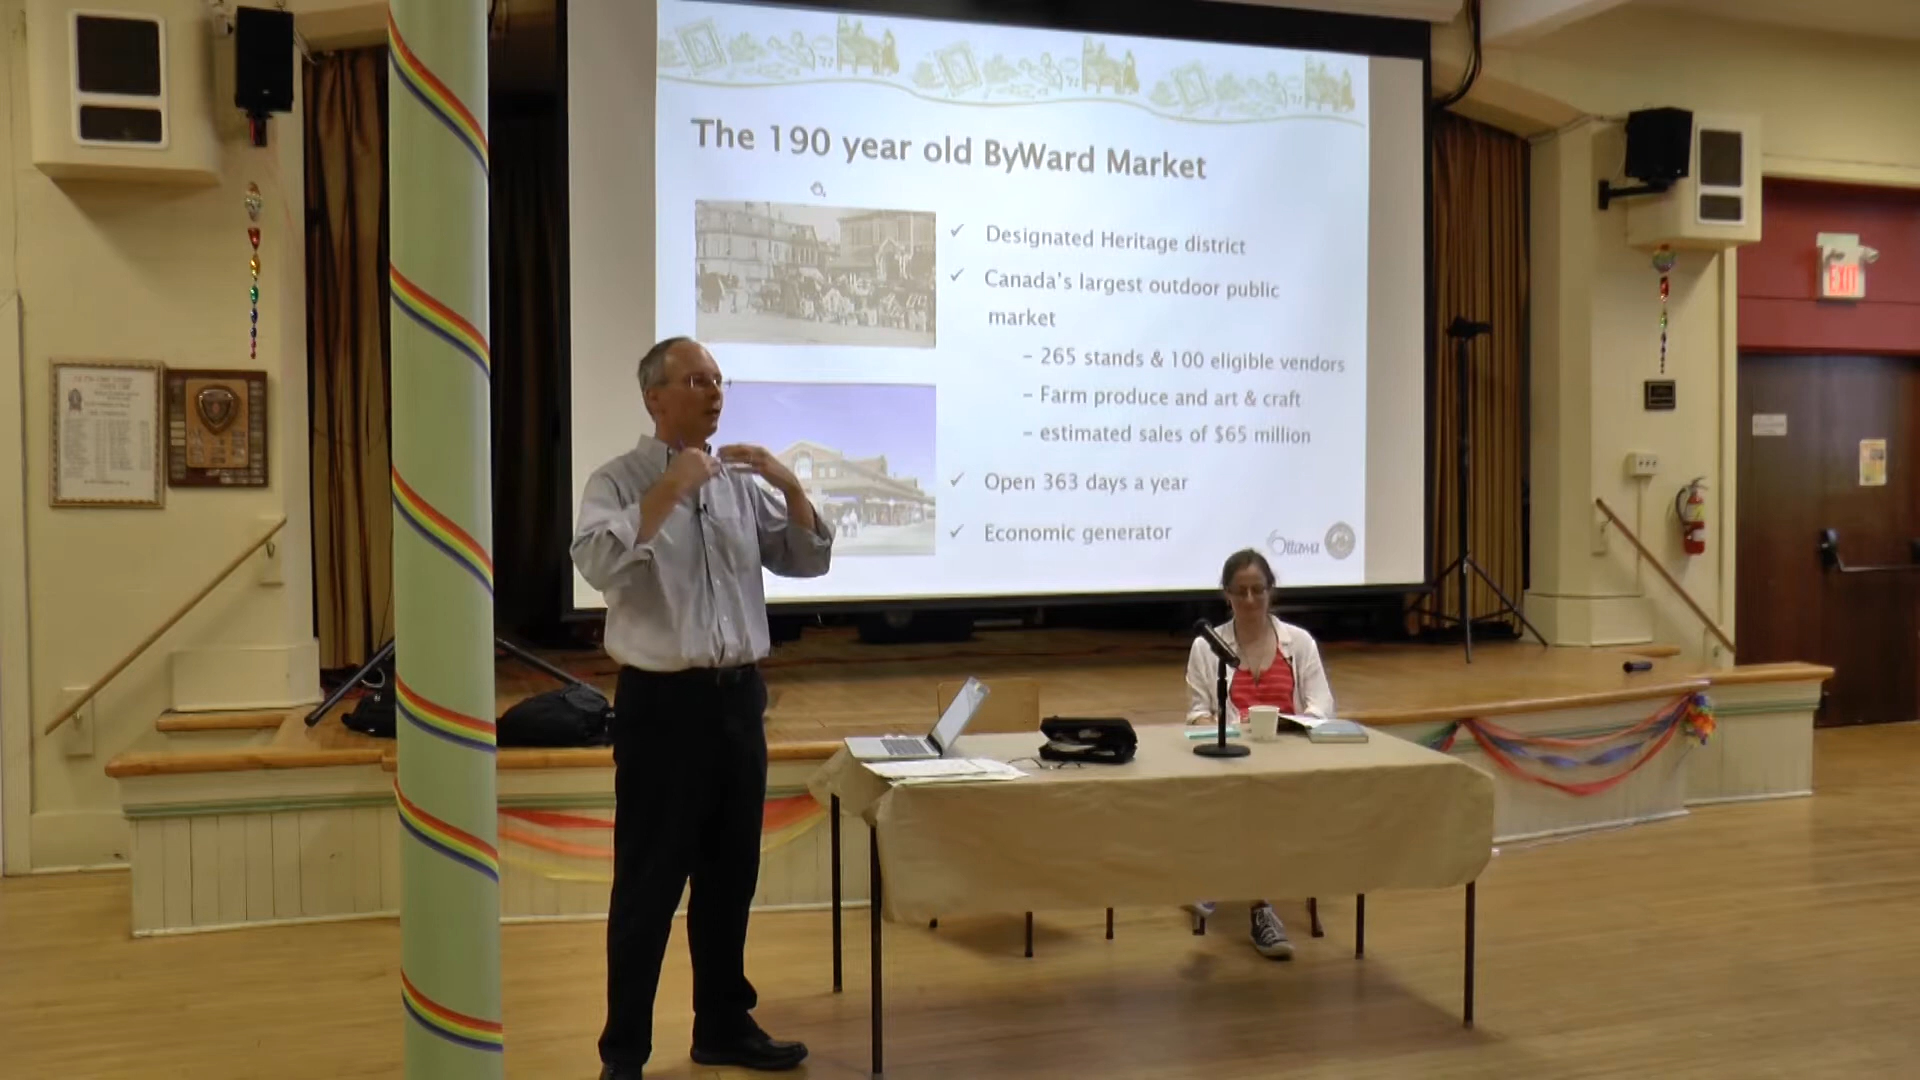 The 190 year old ByWard Market
✓ Designated Heritage district
✓ Canada's largest outdoor public
market
– 265 stands & 100 eligible vendors
– Farm produce and art & craft
– estimated sales of $65 million
✓ Open 363 days a year
✓ Economic generator
Ottawa
EXIT